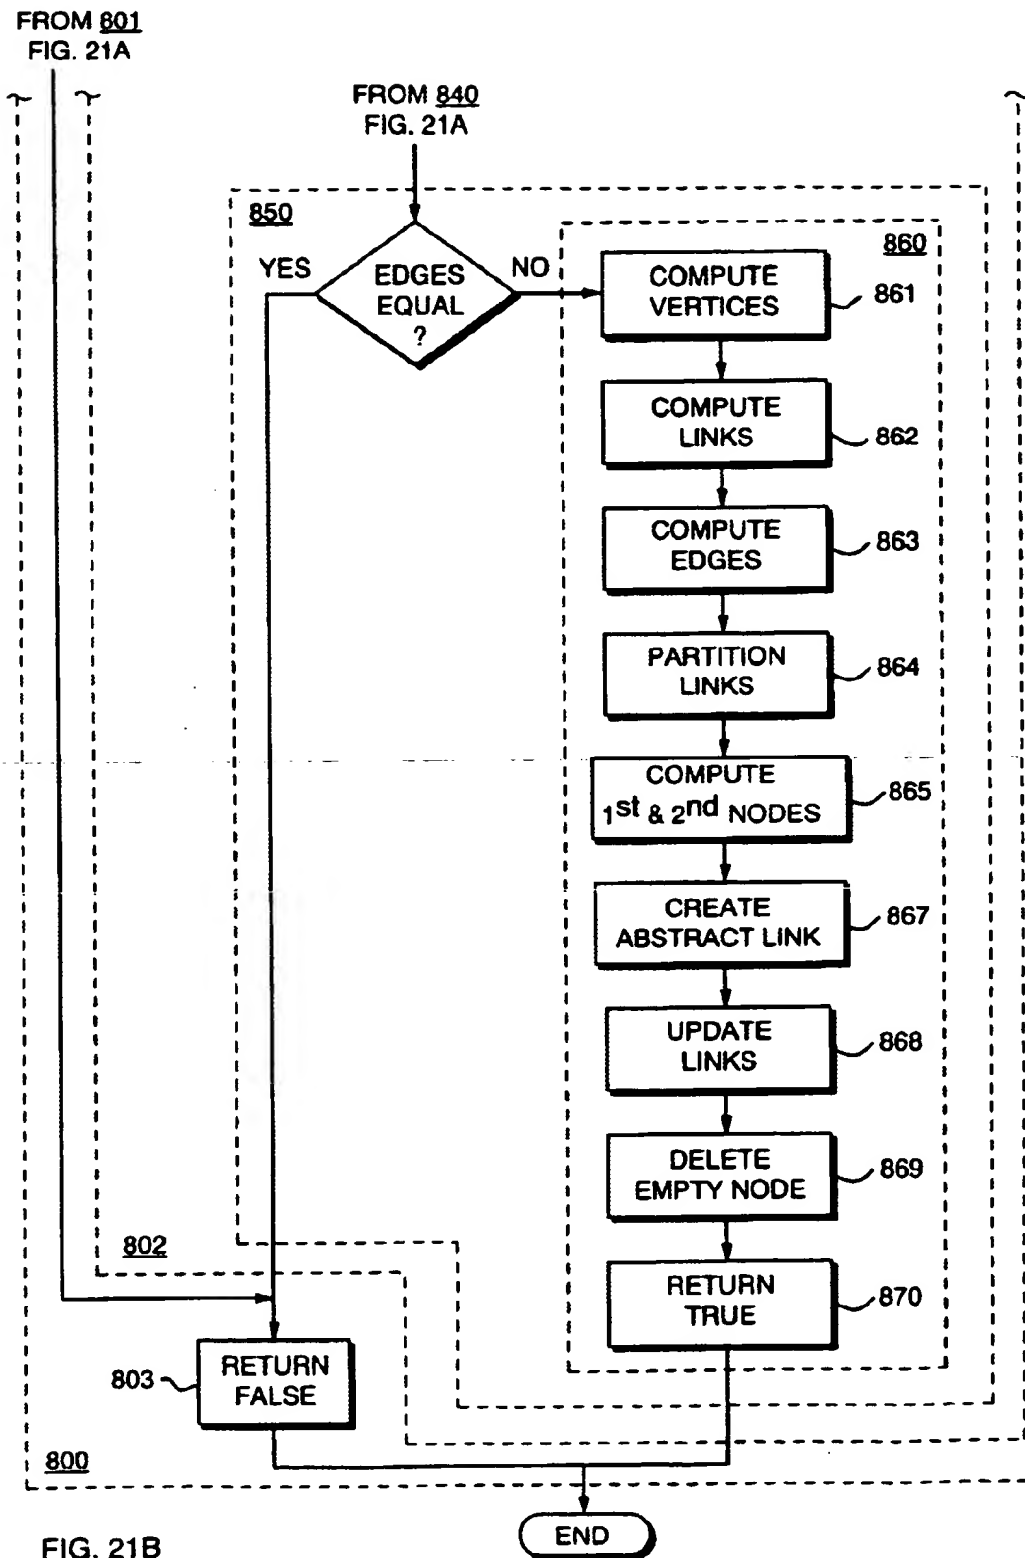 FROM 801
FIG. 21A
FROM 840
FIG. 21A
850
YES
EDGES
EQUAL
?
NO
860
COMPUTE
VERTICES
861
COMPUTE
LINKS
862
COMPUTE
EDGES
863
PARTITION
LINKS
864
COMPUTE
1st & 2nd NODES
865
CREATE
ABSTRACT LINK
867
UPDATE
LINKS
868
DELETE
EMPTY NODE
869
802
RETURN
TRUE
870
803
RETURN
FALSE
800
END
FIG. 21B